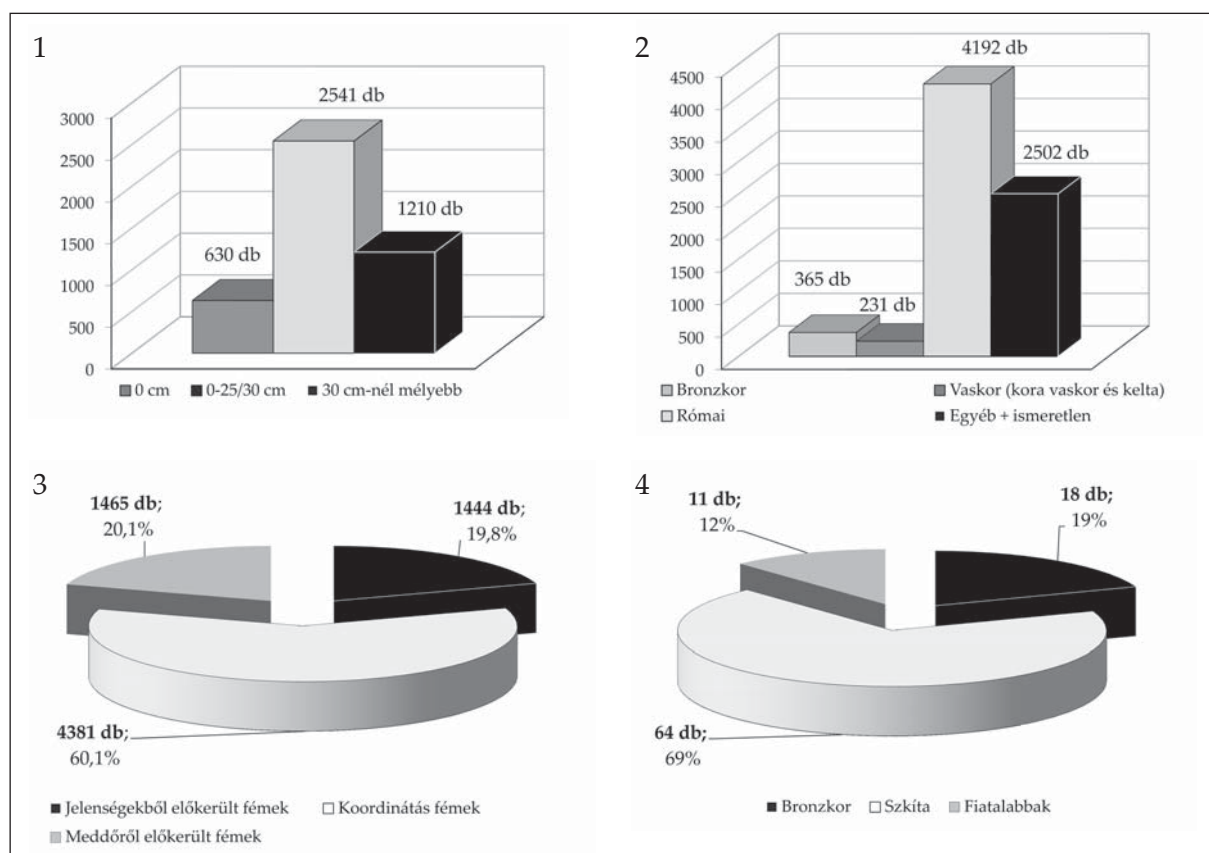 1
2541 db
1210 db
630 db
3000
2500
2000
1500
1000
500
0
0 cm 0-25/30 cm 30 cm-nél mélyebb
2
4192 db
2502 db
365 db
231 db
4500
4000
3500
3000
2500
2000
1500
1000
500
0
Bronzkor Vaskor (kora vaskor és kelta)
Római Egyéb + ismeretlen
3
1465 db;
20,1%
1444 db;
19,8%
4381 db;
60,1%
Jelenségekből előkerült fémek Koordinátás fémek
Meddőről előkerült fémek
4
11 db;
12%
18 db;
19%
64 db;
69%
Bronzkor Szkíta Fiatalabbak